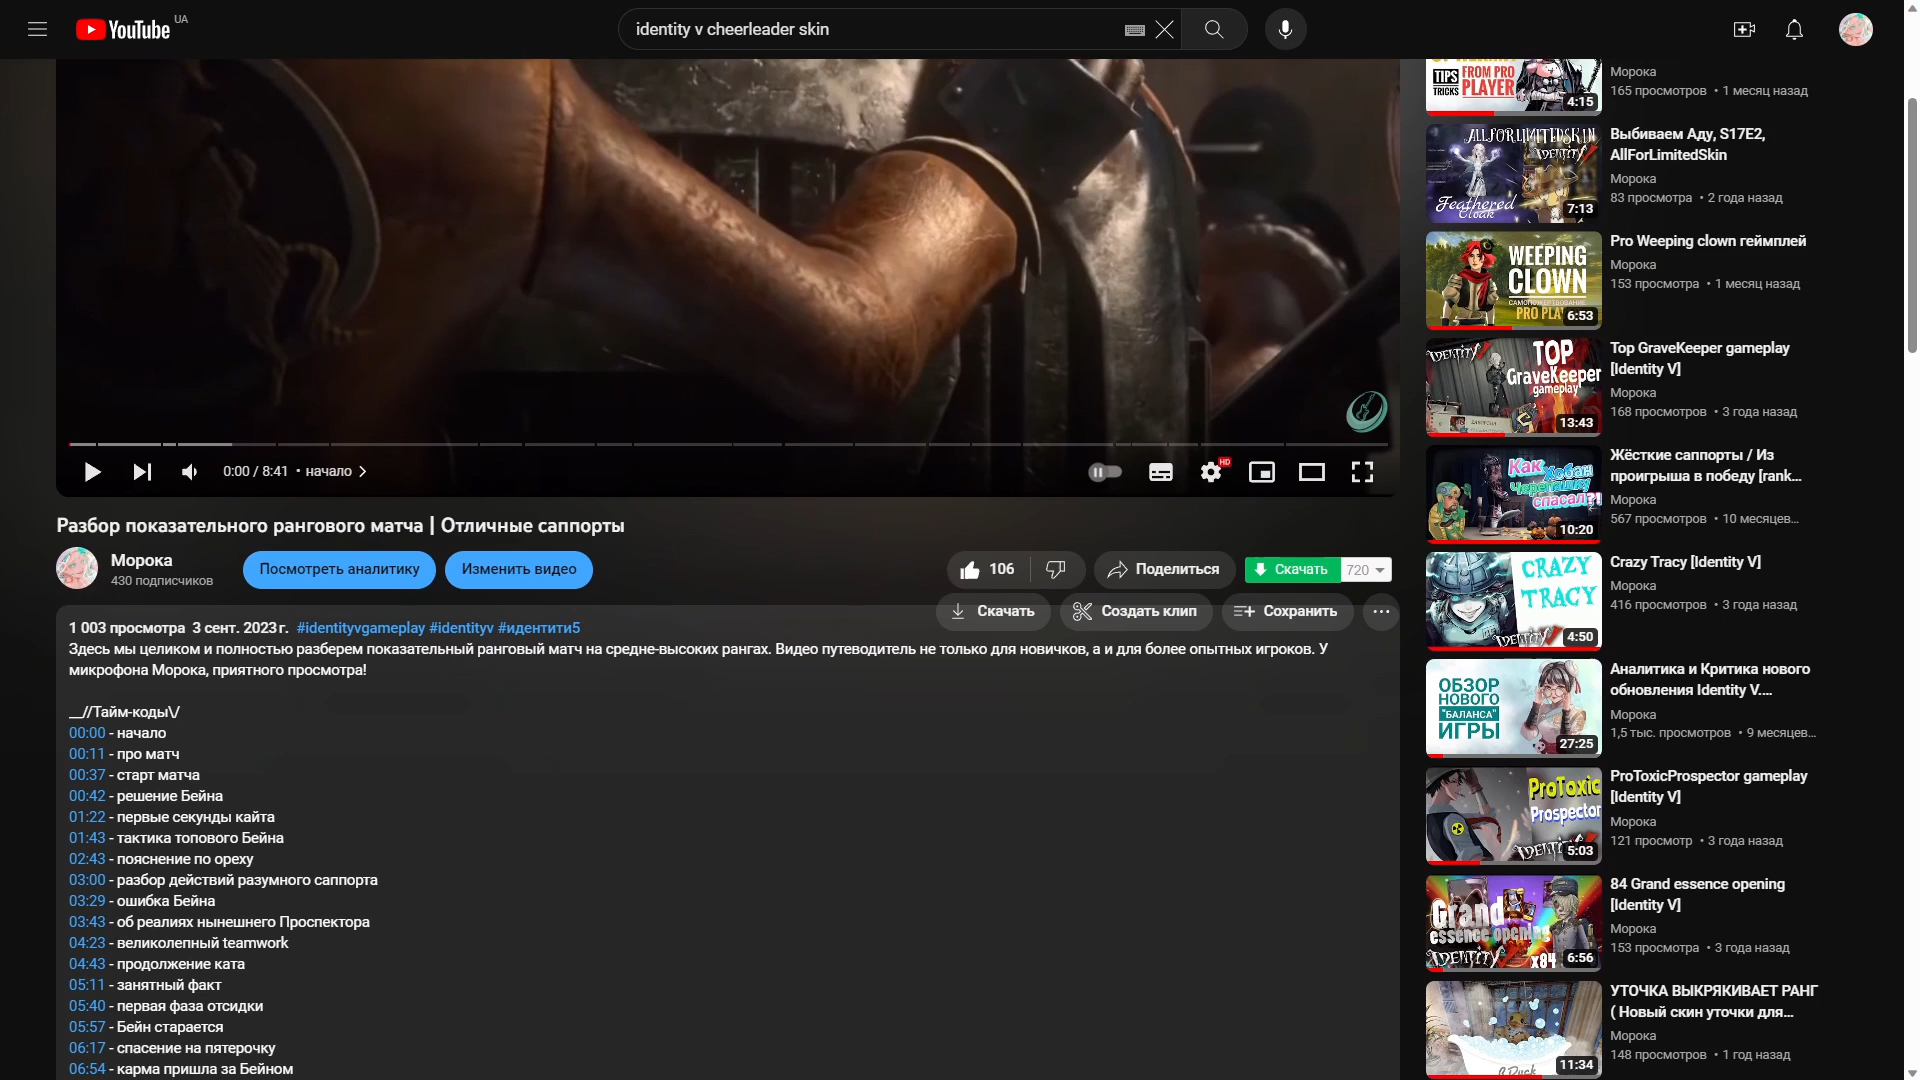 YouTube UA
identity v cheerleader skin
0:00 / 8:41 • начало
HD
Разбор показательного рангового матча | Отличные саппорты
Морока
430 подписчиков
Посмотреть аналитику
Изменить видео
106
Поделиться
Скачать
720
Скачать
Создать клип
Сохранить
1 003 просмотра 3 сент. 2023 г. #identityvgameplay #identityv #идентити5
Здесь мы целиком и полностью разберем показательный ранговый матч на средне-высоких рангах. Видео путеводитель не только для новичков, а и для более опытных игроков. У
микрофона Морока, приятного просмотра!
__//Тайм-коды\/
00:00 - начало
00:11 - про матч
00:37 - старт матча
00:42 - решение Бейна
01:22 - первые секунды кайта
01:43 - тактика топового Бейна
02:43 - пояснение по ореху
03:00 - разбор действий разумного саппорта
03:29 - ошибка Бейна
03:43 - об реалиях нынешнего Проспектора
04:23 - великолепный teamwork
04:43 - продолжение ката
05:11 - занятный факт
05:40 - первая фаза отсидки
05:57 - Бейн старается
06:17 - спасение на пятерочку
06:54 - карма пришла за Бейном
TIPS
TRICKS
FROM PRO
PLAYER
4:15
Морока
165 просмотров • 1 месяц назад
ALLFORLIMITEDSKIN
IDENTITY V
Feathered
Cloak
7:13
Выбиваем Аду, S17E2,
AllForLimitedSkin
Морока
83 просмотра • 2 года назад
WEEPING
CLOWN
САМОПОЖЕРТВОВАНИЕ
PRO PLA
6:53
Pro Weeping clown геймплей
Морока
153 просмотра • 1 месяц назад
IDENTITY V
TOP
GraveKeeper
gameplay
13:43
Top GraveKeeper gameplay
[Identity V]
Морока
168 просмотров • 3 года назад
Как Хобан
Черепашку
спасал?!
10:20
Жёсткие саппорты / Из
проигрыша в победу [rank...
Морока
567 просмотров • 10 месяцев...
CRAZY
TRACY
IDENTITY V
4:50
Crazy Tracy [Identity V]
Морока
416 просмотров • 3 года назад
ОБЗОР
НОВОГО
"БАЛАНСА"
ИГРЫ
27:25
Аналитика и Критика нового
обновления Identity V....
Морока
1,5 тыс. просмотров • 9 месяцев...
ProToxic
Prospector
IDENTITY
5:03
ProToxicProspector gameplay
[Identity V]
Морока
121 просмотр • 3 года назад
Grand
essence opening
IDENTITY V
x84
6:56
84 Grand essence opening
[Identity V]
Морока
153 просмотра • 3 года назад
a Duck
11:34
УТОЧКА ВЫКРЯКИВАЕТ РАНГ
( Новый скин уточки для...
Морока
148 просмотров • 1 год назад